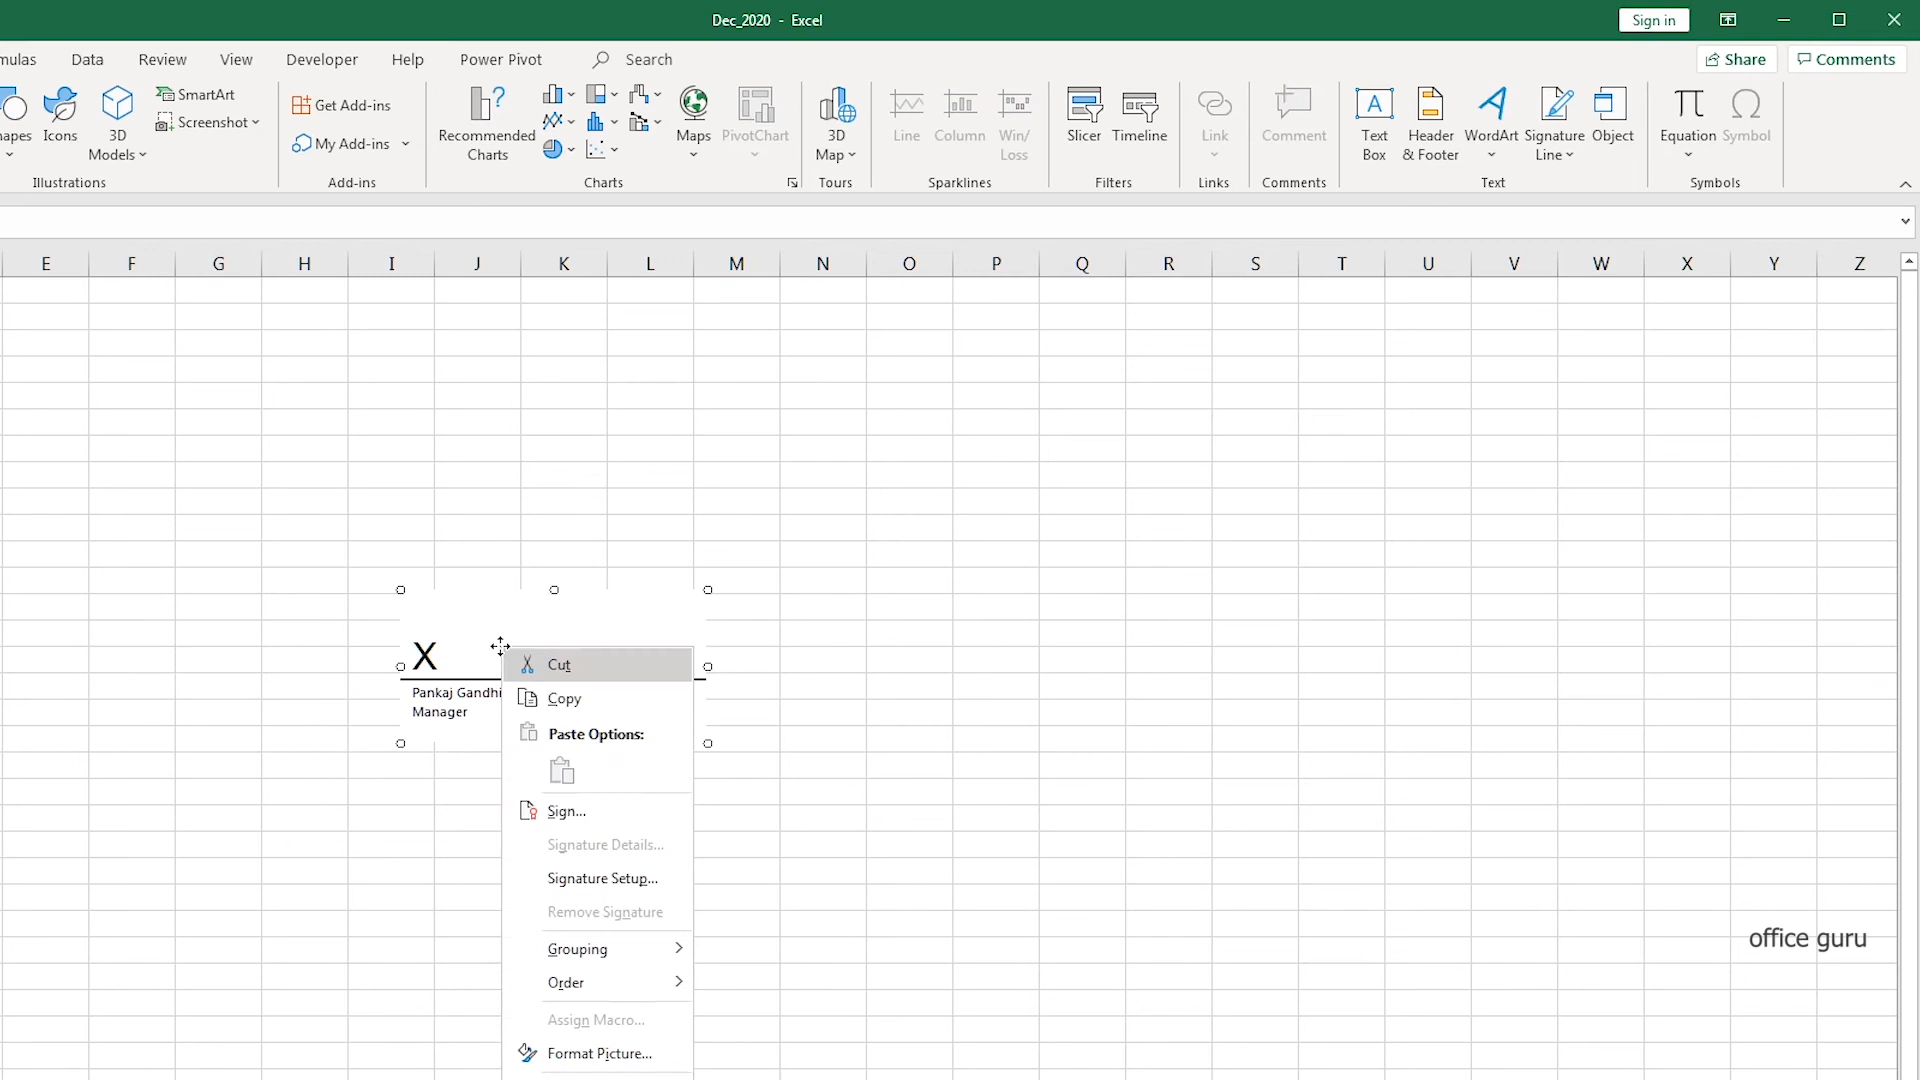 Dec_2020 - Excel
Sign in
mulas Data Review View Developer Help Power Pivot Search
Share Comments
apes
Icons
3D
Models
SmartArt
Screenshot
Illustrations
Get Add-ins
My Add-ins
Add-ins
Recommended
Charts
Maps
PivotChart
Charts
3D
Map
Tours
Line
Column
Win/
Loss
Sparklines
Slicer
Timeline
Filters
Link
Links
Comment
Comments
Text
Box
Header
& Footer
WordArt
Signature
Line
Object
Text
Equation
Symbol
Symbols
E F G H I J K L M N O P Q R S T U V W X Y Z
X
Pankaj Gandhi
Manager
Cut
Copy
Paste Options:
Sign...
Signature Details...
Signature Setup...
Remove Signature
Grouping
Order
Assign Macro...
Format Picture...
office guru